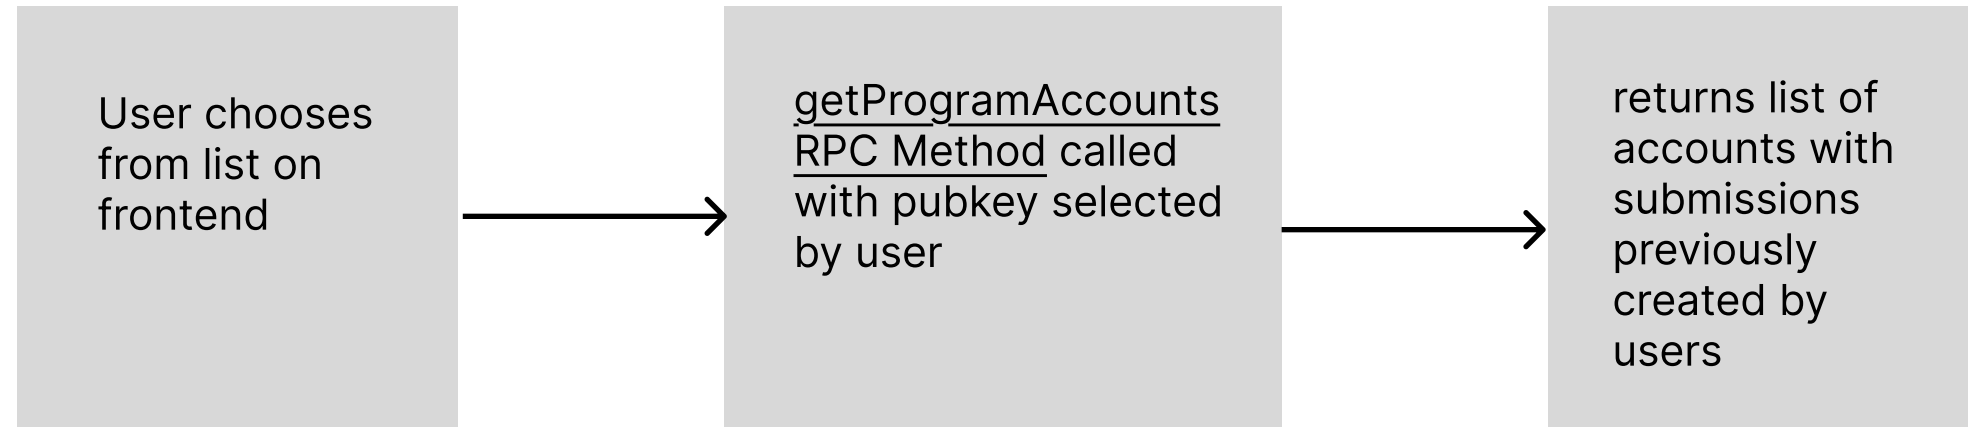 User chooses
from list on
frontend
getProgramAccounts
RPC Method called
with pubkey selected
by user
returns list of
accounts with
submissions
previously
created by
users